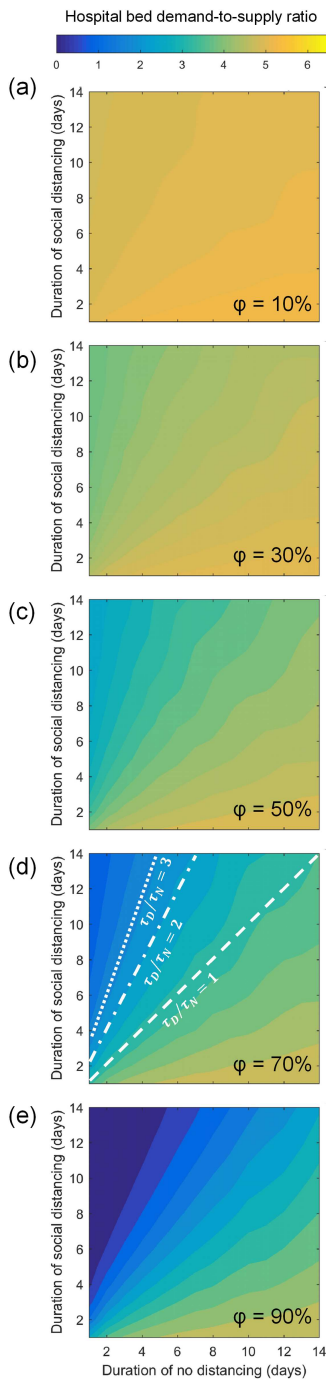 Hospital bed demand-to-supply ratio
0 1 2 3 4 5 6
(a)
Duration of social distancing (days)
14
12
10
8
6
4
2
φ = 10%
(b)
Duration of social distancing (days)
14
12
10
8
6
4
2
φ = 30%
(c)
Duration of social distancing (days)
14
12
10
8
6
4
2
φ = 50%
(d)
Duration of social distancing (days)
14
12
10
8
6
4
2
τD/τN = 3
τD/τN = 2
τD/τN = 1
φ = 70%
(e)
Duration of social distancing (days)
14
12
10
8
6
4
2
φ = 90%
2 4 6 8 10 12 14
Duration of no distancing (days)